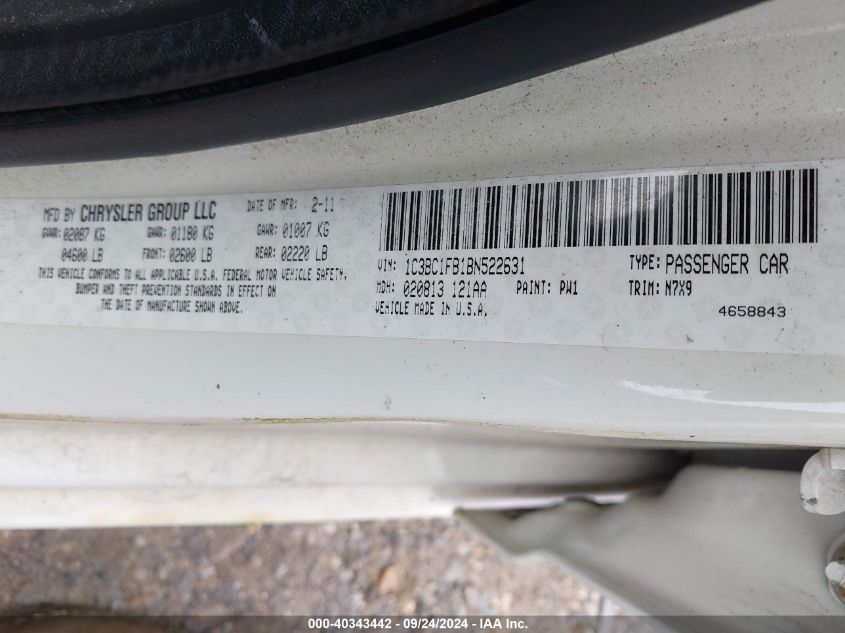 MFD BY CHRYSLER GROUP LLC DATE OF MFR: 2-11
GVWR: 02087 KG GAWR: 01180 KG GAWR: 01007 KG
04600 LB FRONT: 02600 LB REAR: 02220 LB
THIS VEHICLE CONFORMS TO ALL APPLICABLE U.S.A. FEDERAL MOTOR VEHICLE SAFETY,
BUMPER AND THEFT PREVENTION STANDARDS IN EFFECT ON
THE DATE OF MANUFACTURE SHOWN ABOVE.
VIN: 1C3BC1FB1BN522631 TYPE: PASSENGER CAR
MDH: 020813 121AA PAINT: PW1 TRIM: N7X9
VEHICLE MADE IN U.S.A.
4658843
000-40343442 - 09/24/2024 - IAA Inc.